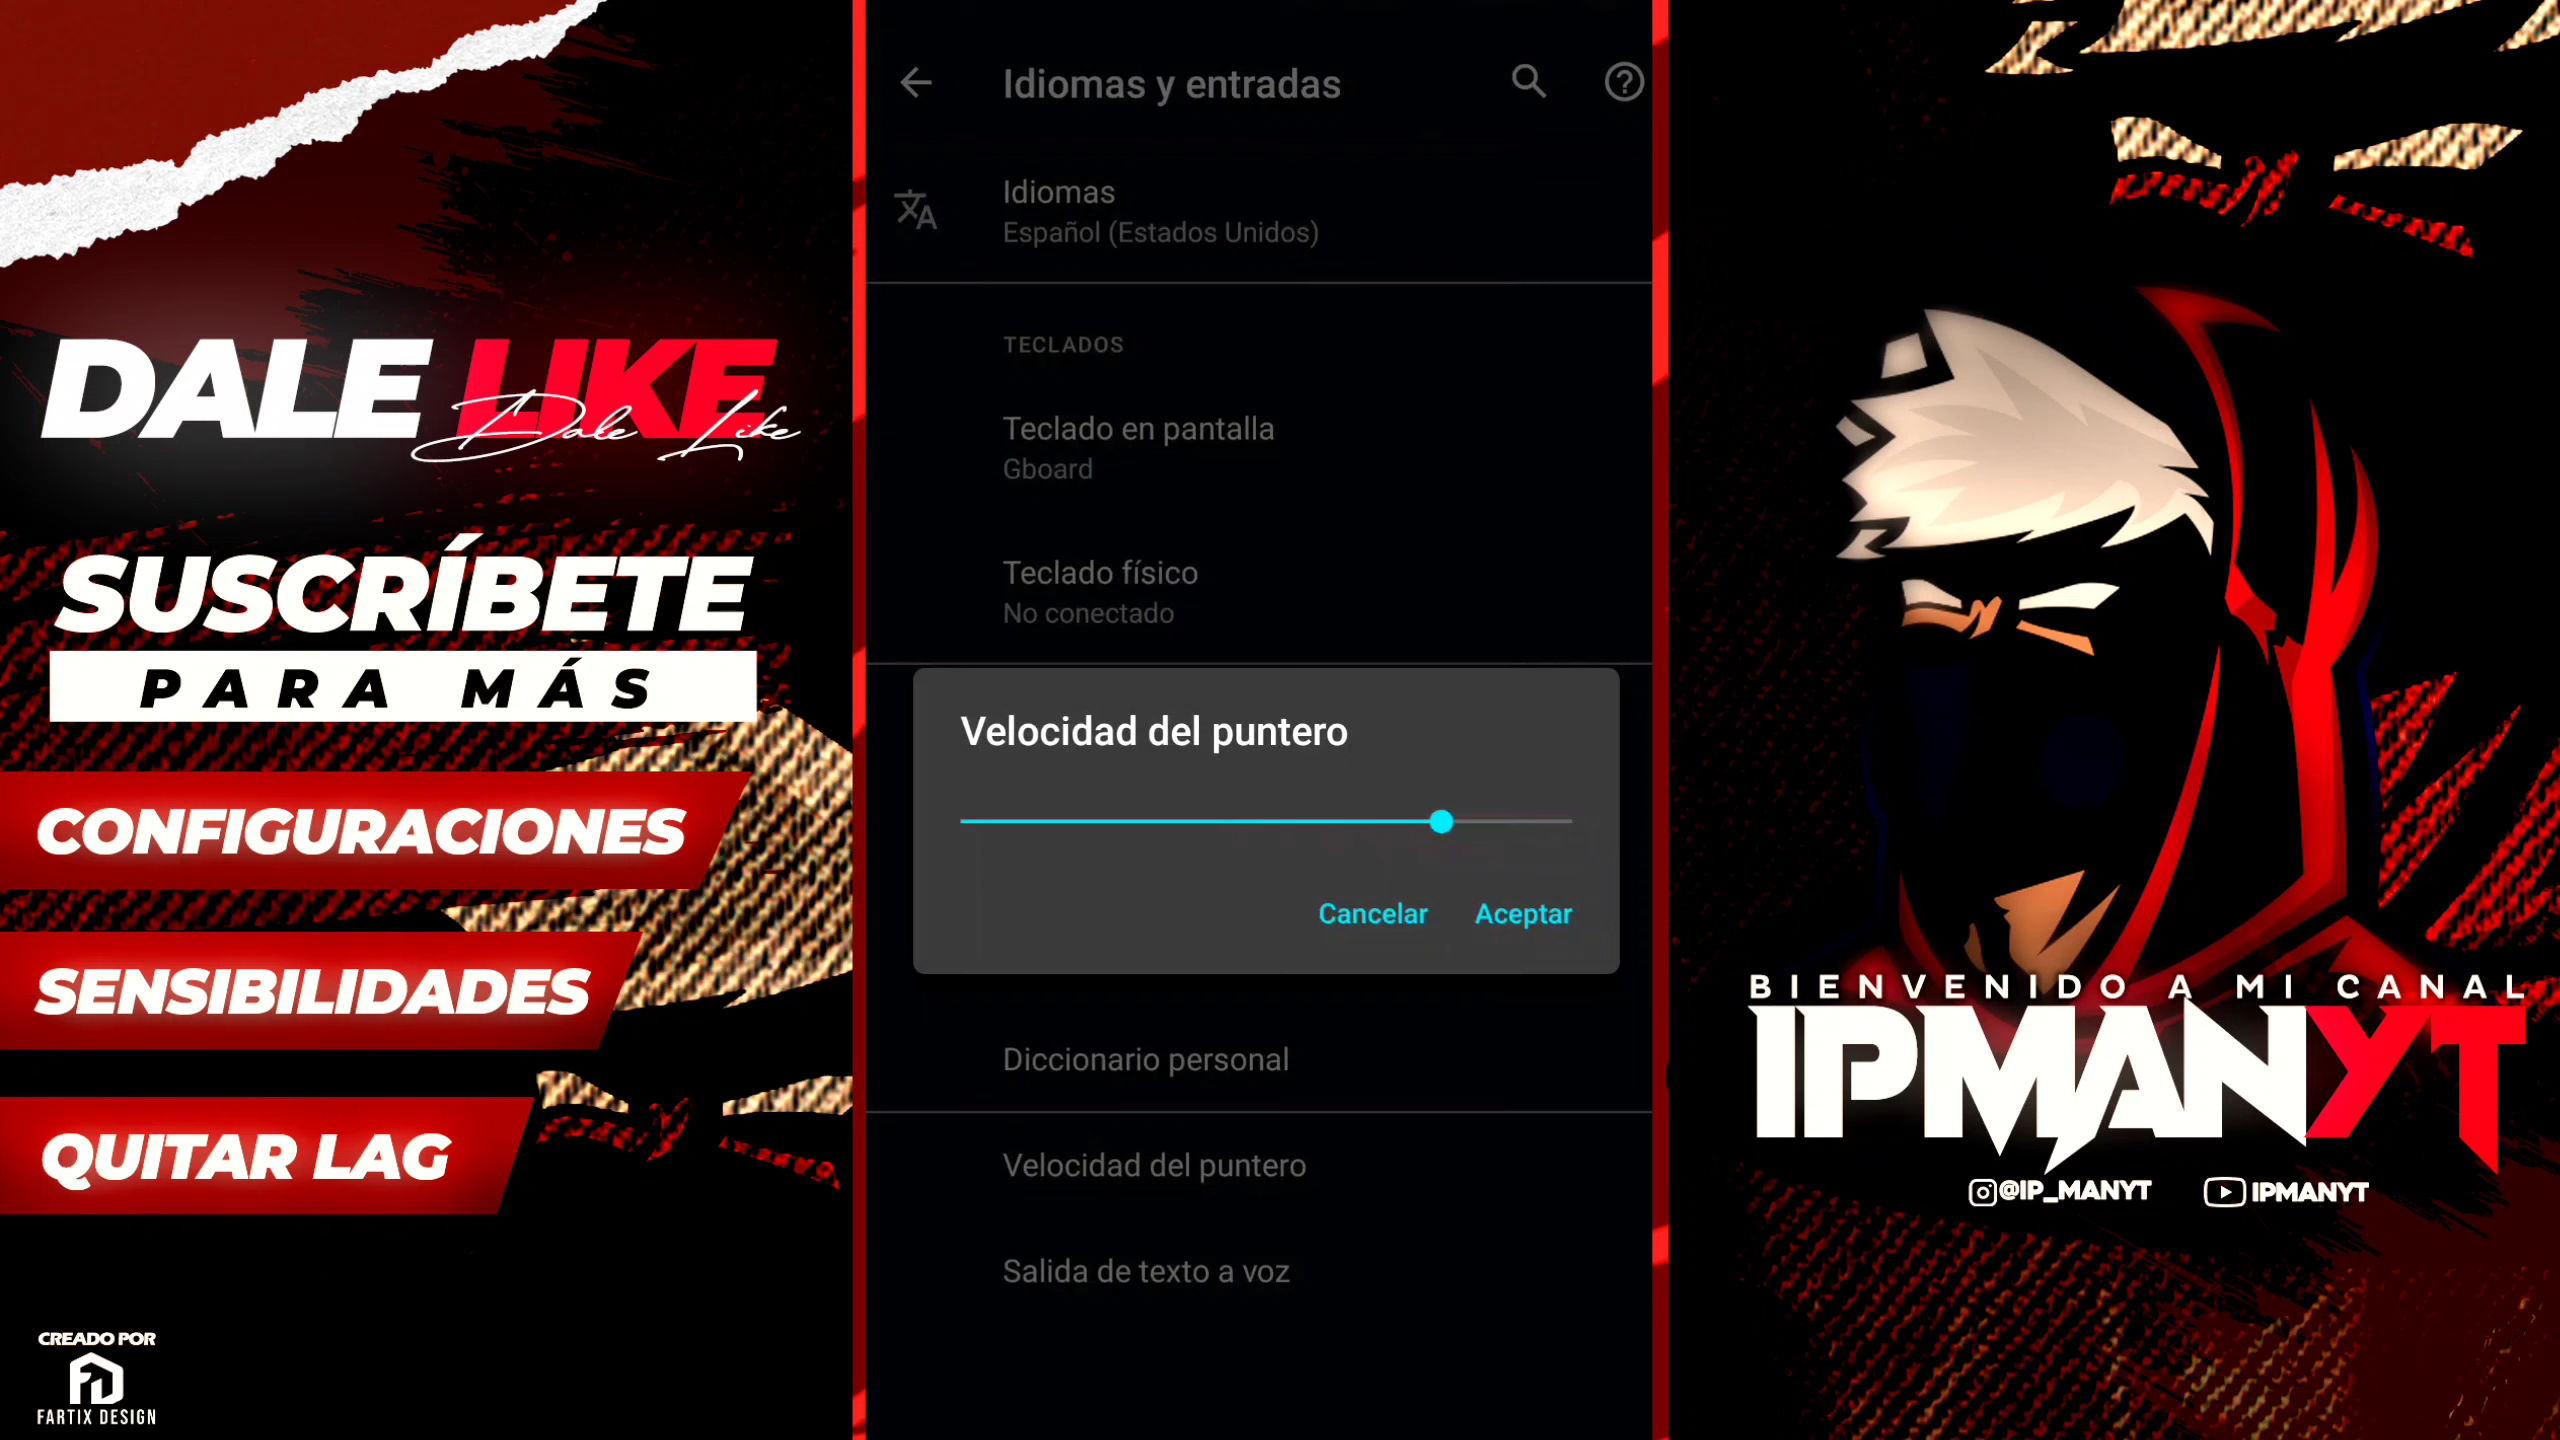 DALE LIKE
Dale Like
SUSCRÍBETE
PARA MÁS
CONFIGURACIONES
SENSIBILIDADES
QUITAR LAG
CREADO POR
FARTIX DESIGN
Idiomas y entradas
Idiomas
Español (Estados Unidos)
TECLADOS
Teclado en pantalla
Gboard
Teclado físico
No conectado
Velocidad del puntero
Cancelar Aceptar
Diccionario personal
Velocidad del puntero
Salida de texto a voz
BIENVENIDO A MI CANAL
IPMANYT
@IP_MANYT IPMANYT